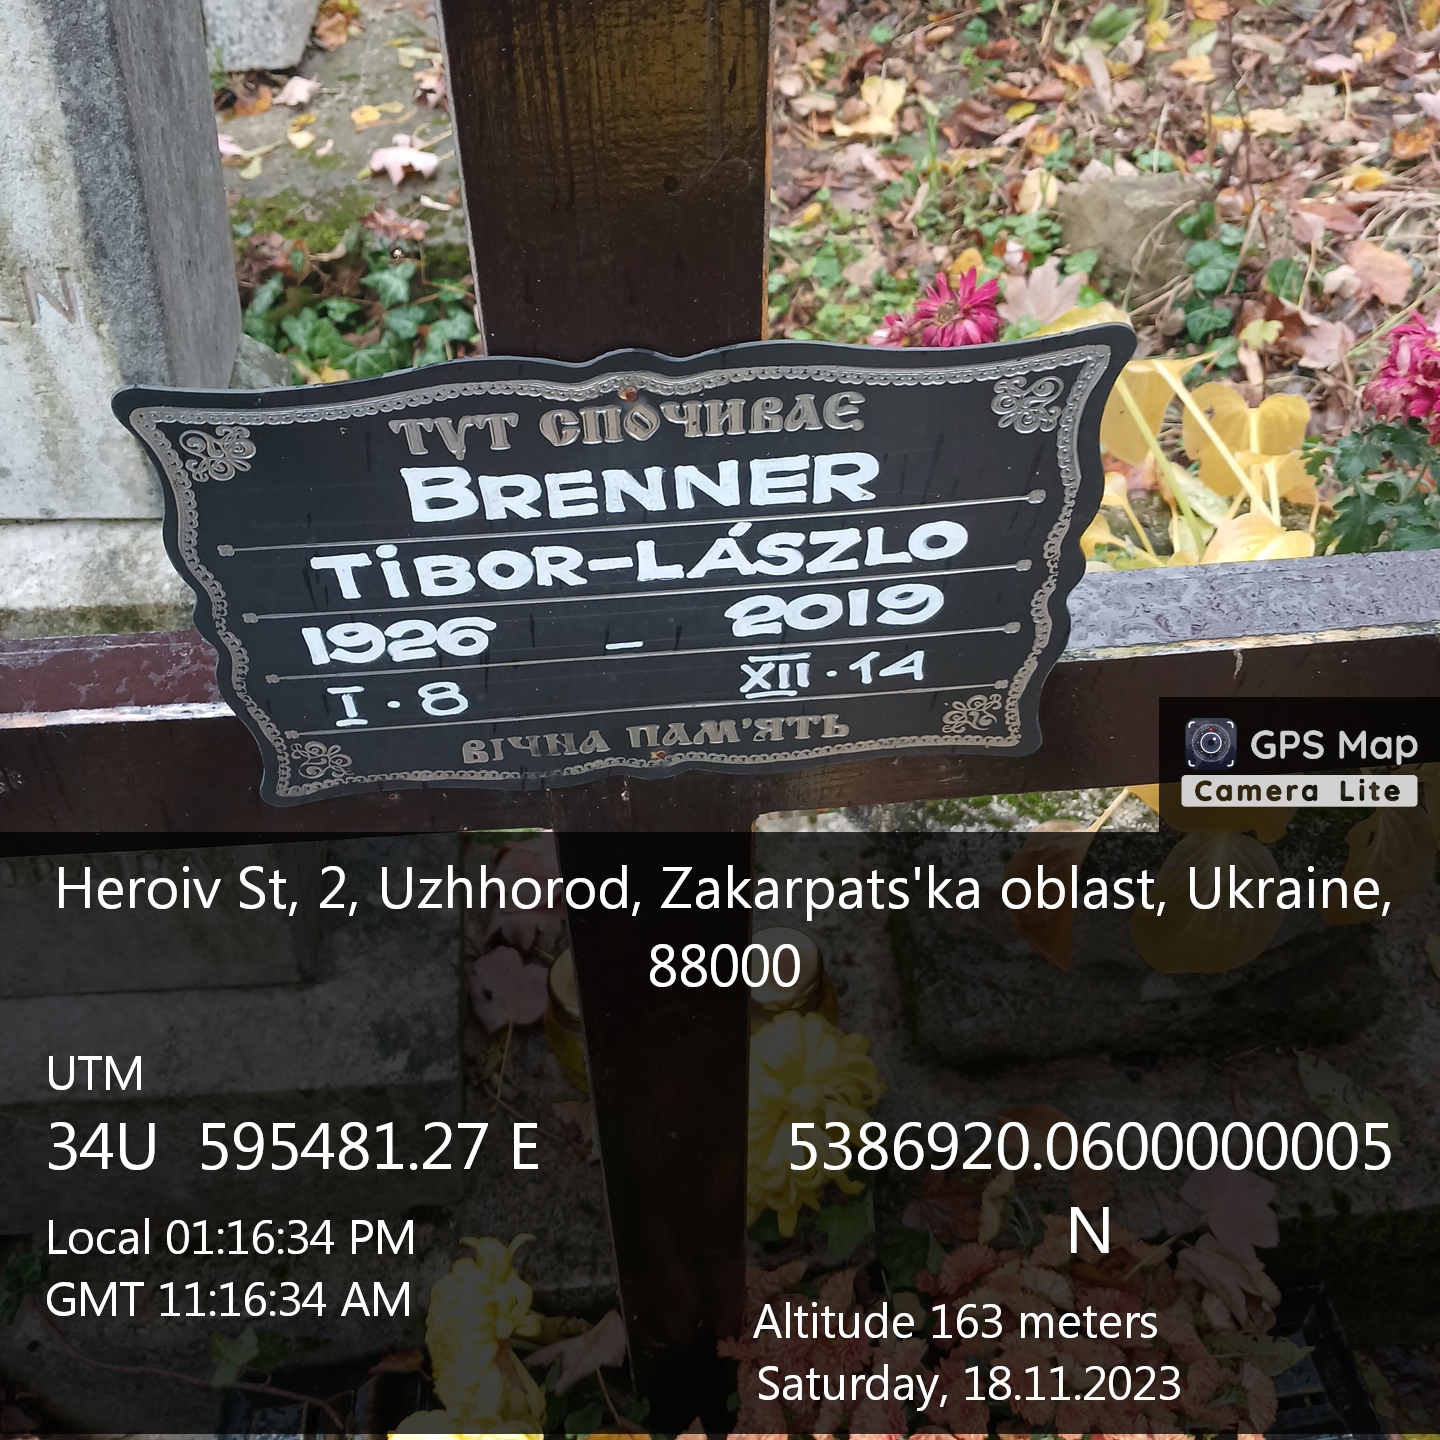 N
ТУТ СПОЧИВАЄ
BRENNER
TiBOR-LÁSZLO
1926 - 2019
I·8 XII·14
ВІЧНА ПАМ'ЯТЬ
GPS Map
Camera Lite
Heroiv St, 2, Uzhhorod, Zakarpats'ka oblast, Ukraine,
88000
UTM
34U 595481.27 E 5386920.0600000005
N
Local 01:16:34 PM
GMT 11:16:34 AM
Altitude 163 meters
Saturday, 18.11.2023